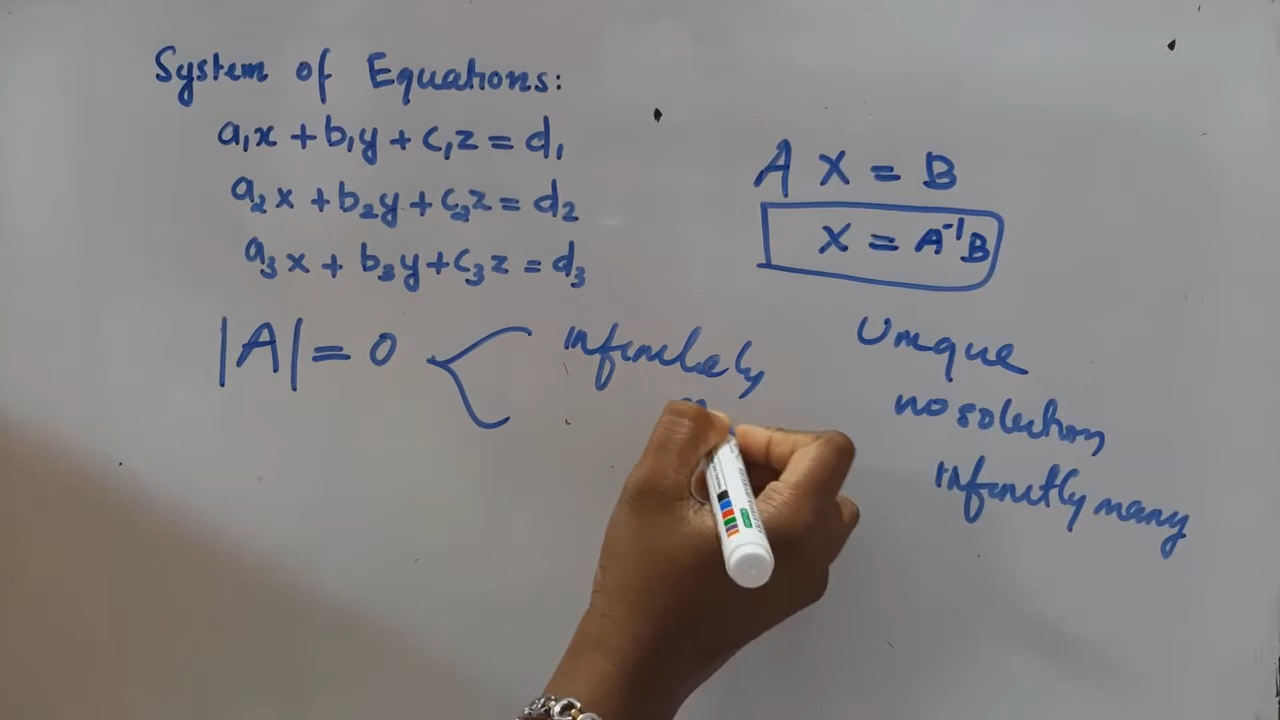 System of Equations:
a₁x + b₁y + c₁z = d₁
a₂x + b₂y + c₂z = d₂
a₃x + b₃y + c₃z = d₃
A X = B
X = A⁻¹B
|A| = 0
infinitely
Unique
no solution
infinetly many